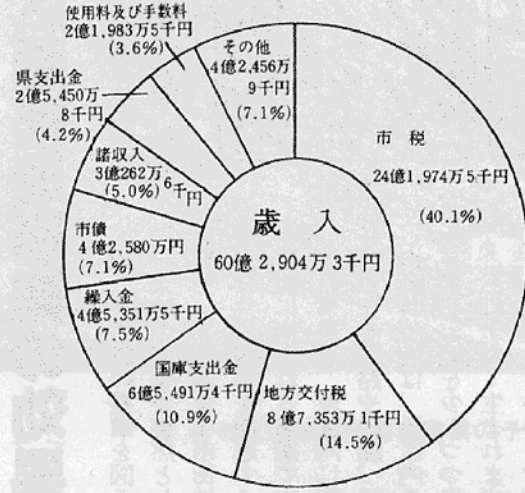 使用料及び手数料
2億1,983万5千円
(3.6%)
その他
4億2,456万
9千円
(7.1%)
市税
24億1,974万5千円
(40.1%)
県支出金
2億5,450万
8千円
(4.2%)
諸収入
3億262万
6千円
(5.0%)
歳入
60億2,904万3千円
市債
4億2,580万円
(7.1%)
繰入金
4億5,351万5千円
(7.5%)
国庫支出金
6億5,491万4千円
(10.9%)
地方交付税
8億7,353万1千円
(14.5%)